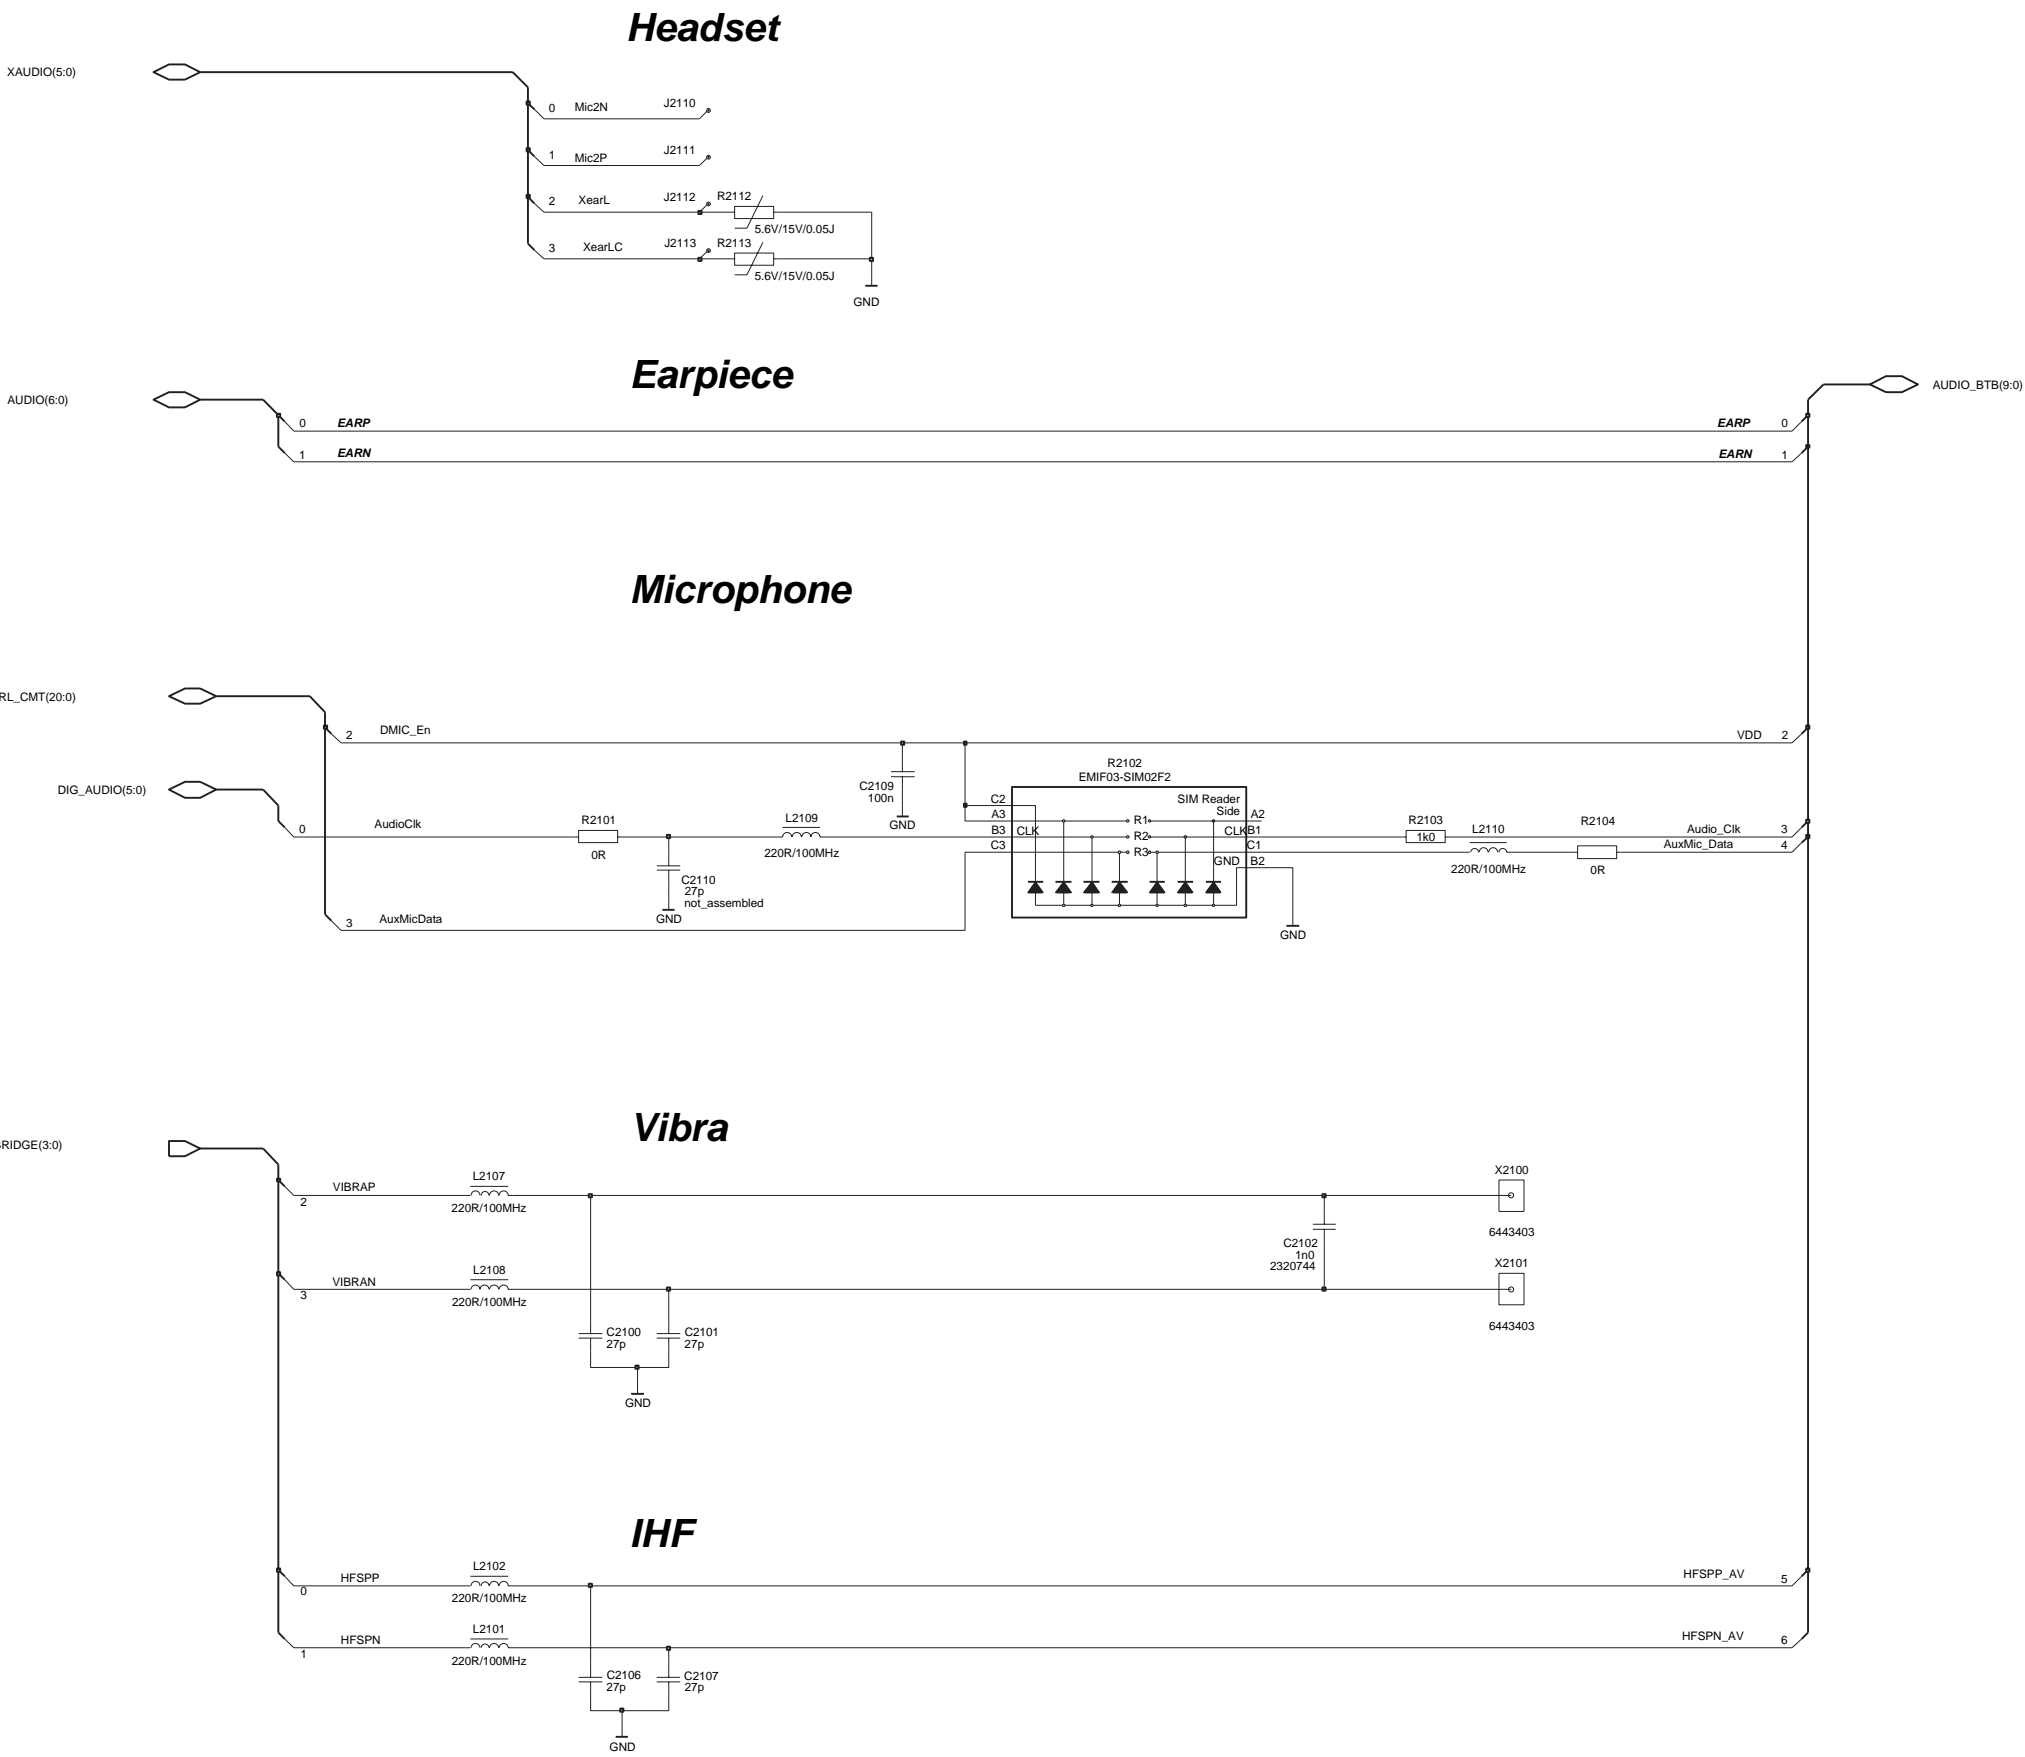 Headset
XAUDIO(5:0)
0 Mic2N J2110
1 Mic2P J2111
2 XearL J2112 R2112
5.6V/15V/0.05J
3 XearLC J2113 R2113
5.6V/15V/0.05J
GND
Earpiece
AUDIO(6:0)
AUDIO_BTB(9:0)
0 EARP EARP 0
1 EARN EARN 1
Microphone
RL_CMT(20:0)
2 DMIC_En VDD 2
R2102
EMIF03-SIM02F2
DIG_AUDIO(5:0)
C2109
100n
GND
C2 SIM Reader
Side
A3 R1 A2
0 AudioClk R2101 L2109
0R 220R/100MHz
B3 CLK R2 CLK B1
C3 R3 C1
GND B2
R2103 L2110 R2104
1k0
220R/100MHz 0R
Audio_Clk 3
AuxMic_Data 4
C2110
27p
not_assembled
GND
GND
3 AuxMicData
Vibra
BRIDGE(3:0)
2 VIBRAP L2107
220R/100MHz
X2100
6443403
C2102
1n0
2320744
3 VIBRAN L2108
220R/100MHz
X2101
6443403
C2100 C2101
27p 27p
GND
IHF
0 HFSPP L2102
220R/100MHz
HFSPP_AV 5
1 HFSPN L2101
220R/100MHz
HFSPN_AV 6
C2106 C2107
27p 27p
GND